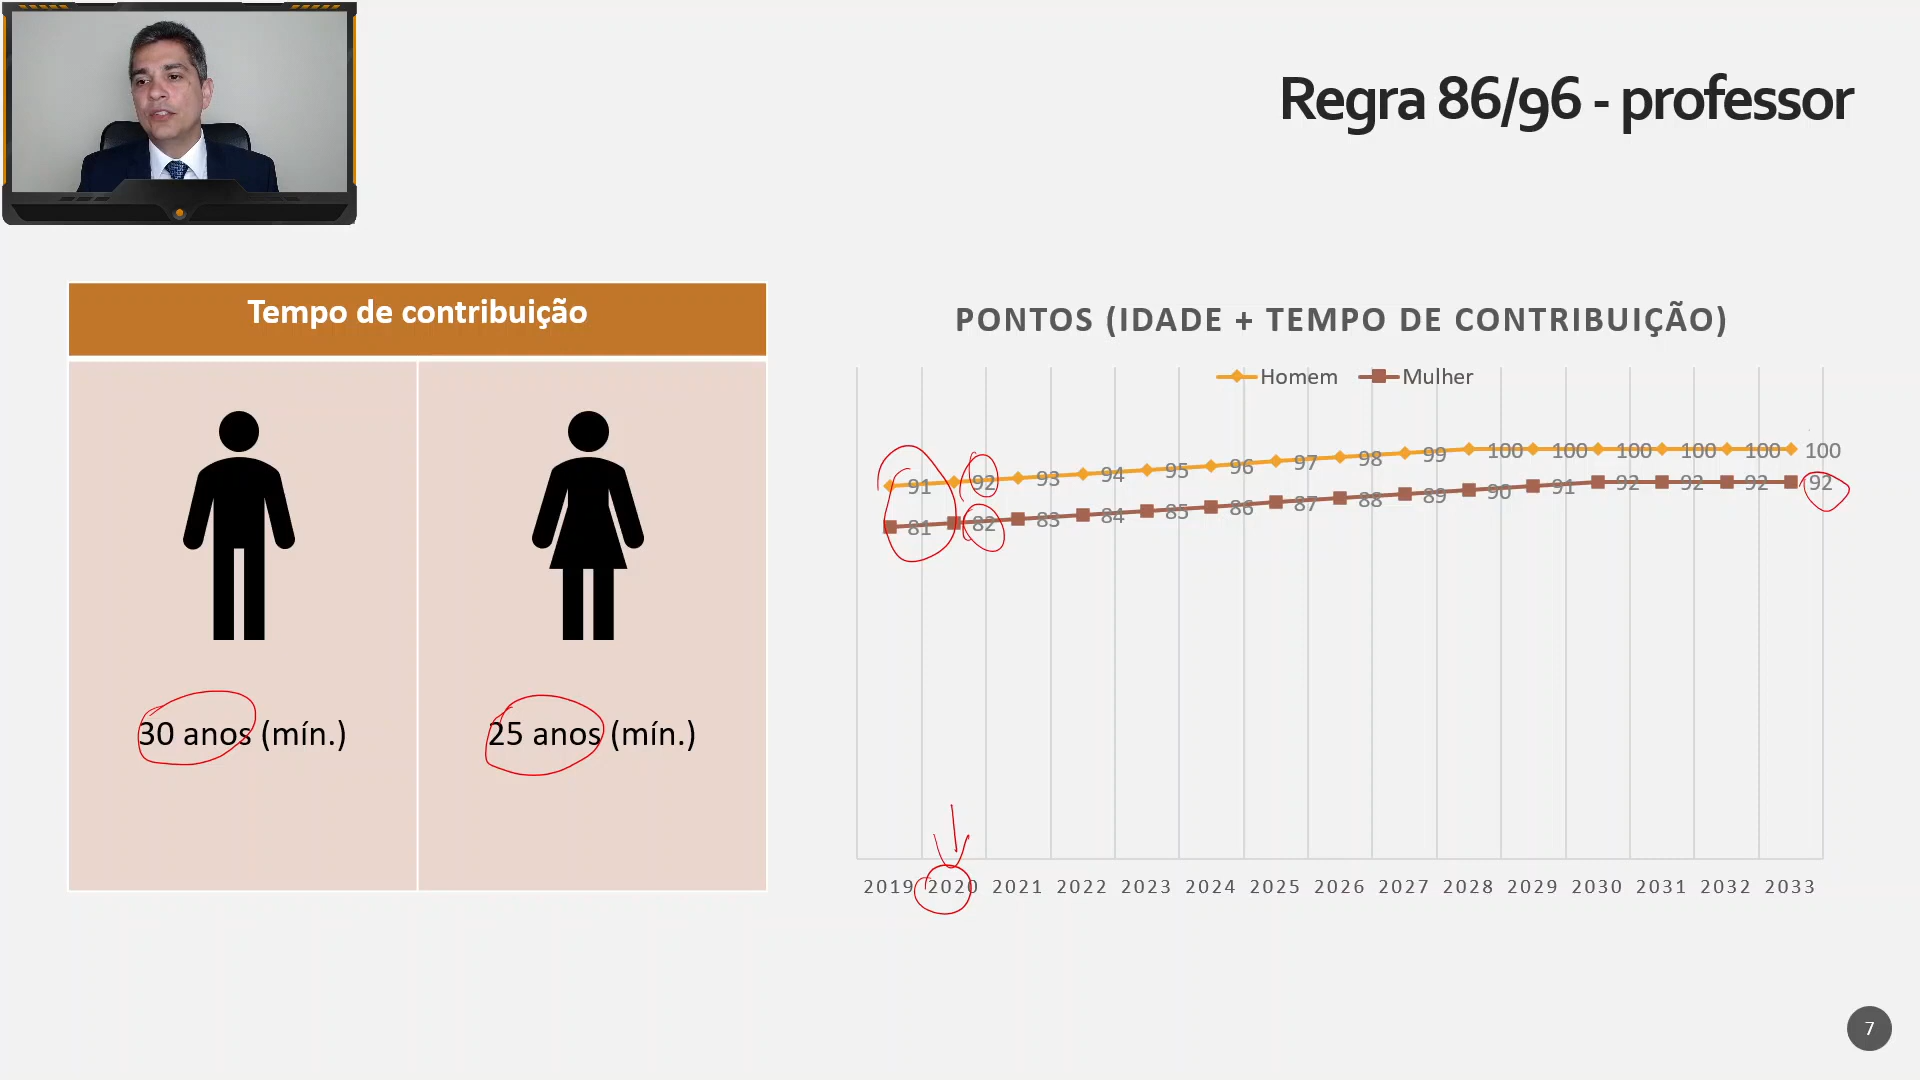 Regra 86/96 - professor
Tempo de contribuição
30 anos (mín.)
25 anos (mín.)
PONTOS (IDADE + TEMPO DE CONTRIBUIÇÃO)
Homem Mulher
91 92 93 94 95 96 97 98 99 100 100 100 100 100 100
81 82 83 84 85 86 87 88 89 90 91 92 92 92 92
2019 2020 2021 2022 2023 2024 2025 2026 2027 2028 2029 2030 2031 2032 2033
7